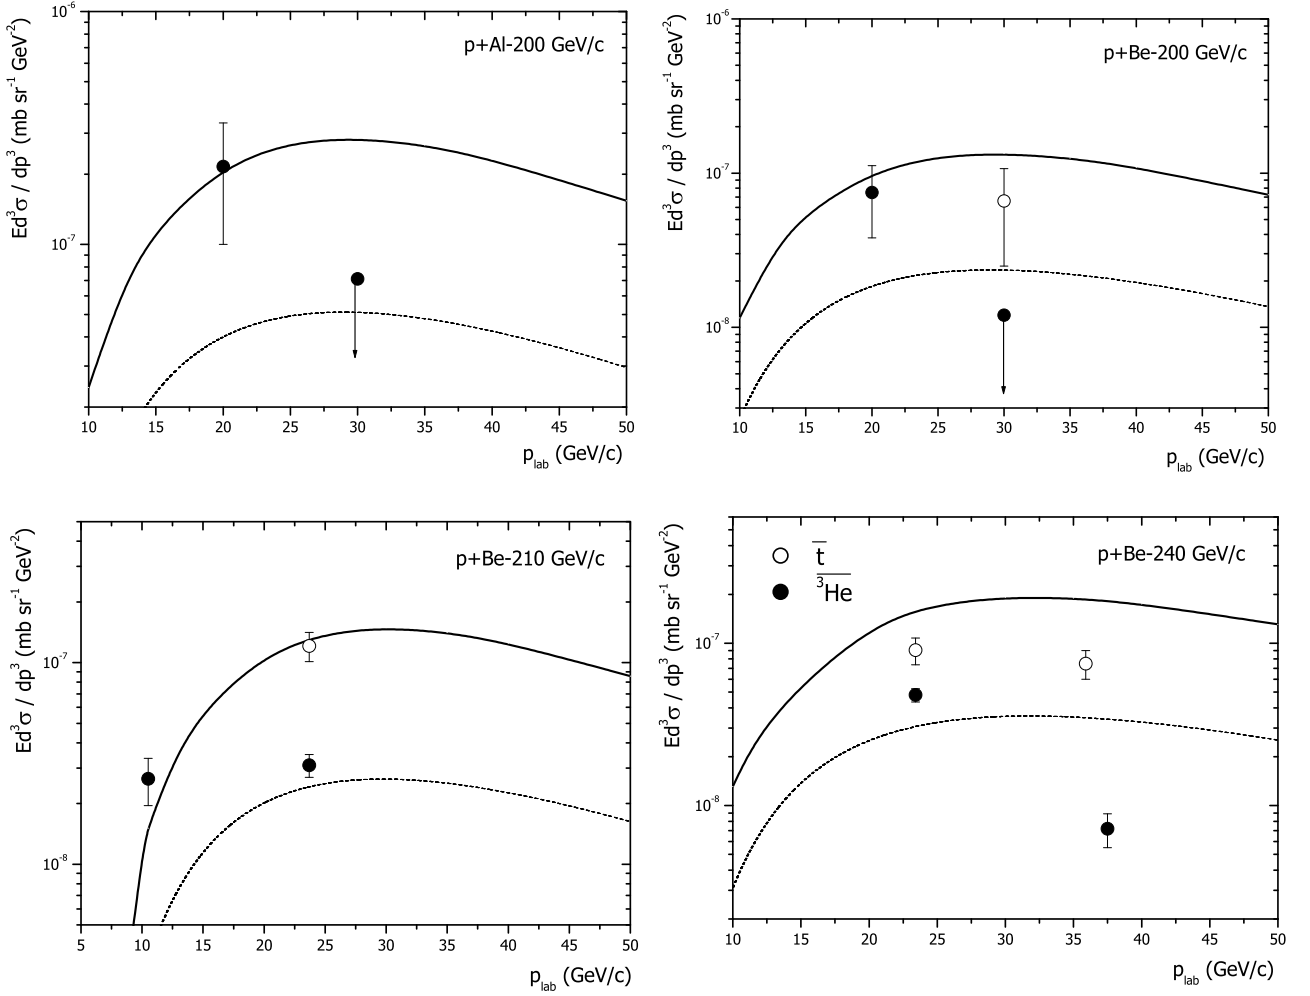 p+Al-200 GeV/c
Ed³σ / dp³ (mb sr⁻¹ GeV⁻²)
10⁻⁶
10⁻⁷
10 15 20 25 30 35 40 45 50
p_lab (GeV/c)
p+Be-200 GeV/c
Ed³σ / dp³ (mb sr⁻¹ GeV⁻²)
10⁻⁶
10⁻⁷
10⁻⁸
10 15 20 25 30 35 40 45 50
p_lab (GeV/c)
p+Be-210 GeV/c
Ed³σ / dp³ (mb sr⁻¹ GeV⁻²)
10⁻⁷
10⁻⁸
5 10 15 20 25 30 35 40 45 50
p_lab (GeV/c)
p+Be-240 GeV/c
t̅
³H̅e̅
Ed³σ / dp³ (mb sr⁻¹ GeV⁻²)
10⁻⁷
10⁻⁸
10 15 20 25 30 35 40 45 50
p_lab (GeV/c)